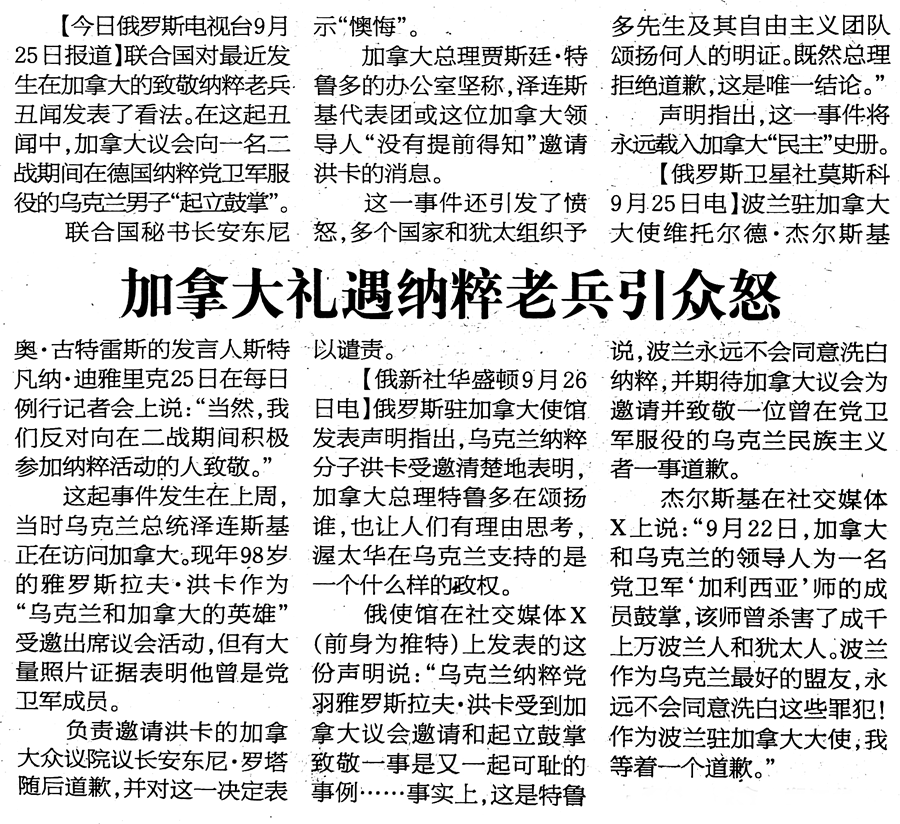 加拿大礼遇纳粹老兵引众怒
【今日俄罗斯电视台9月
25日报道】联合国对最近发
生在加拿大的致敬纳粹老兵
丑闻发表了看法。在这起丑
闻中，加拿大议会向一名二
战期间在德国纳粹党卫军服
役的乌克兰男子“起立鼓掌”。
联合国秘书长安东尼
奥·古特雷斯的发言人斯特
凡纳·迪雅里克25日在每日
例行记者会上说：“当然，我
们反对向在二战期间积极
参加纳粹活动的人致敬。”
这起事件发生在上周，
当时乌克兰总统泽连斯基
正在访问加拿大。现年98岁
的雅罗斯拉夫·洪卡作为
“乌克兰和加拿大的英雄”
受邀出席议会活动，但有大
量照片证据表明他曾是党
卫军成员。
负责邀请洪卡的加拿
大众议院议长安东尼·罗塔
随后道歉，并对这一决定表
示“懊悔”。
加拿大总理贾斯廷·特
鲁多的办公室坚称，泽连斯
基代表团或这位加拿大领
导人“没有提前得知”邀请
洪卡的消息。
这一事件还引发了愤
怒，多个国家和犹太组织予
以谴责。
【俄新社华盛顿9月26
日电】俄罗斯驻加拿大使馆
发表声明指出，乌克兰纳粹
分子洪卡受邀清楚地表明，
加拿大总理特鲁多在颂扬
谁，也让人们有理由思考，
渥太华在乌克兰支持的是
一个什么样的政权。
俄使馆在社交媒体X
（前身为推特）上发表的这
份声明说：“乌克兰纳粹党
羽雅罗斯拉夫·洪卡受到加
拿大议会邀请和起立鼓掌
致敬一事是又一起可耻的
事例……事实上，这是特鲁
多先生及其自由主义团队
颂扬何人的明证。既然总理
拒绝道歉，这是唯一结论。”
声明指出，这一事件将
永远载入加拿大“民主”史册。
【俄罗斯卫星社莫斯科
9月25日电】波兰驻加拿大
大使维托尔德·杰尔斯基
说，波兰永远不会同意洗白
纳粹，并期待加拿大议会为
邀请并致敬一位曾在党卫
军服役的乌克兰民族主义
者一事道歉。
杰尔斯基在社交媒体
X上说：“9月22日，加拿大
和乌克兰的领导人为一名
党卫军‘加利西亚’师的成
员鼓掌，该师曾杀害了成千
上万波兰人和犹太人。波兰
作为乌克兰最好的盟友，永
远不会同意洗白这些罪犯！
作为波兰驻加拿大大使，我
等着一个道歉。”